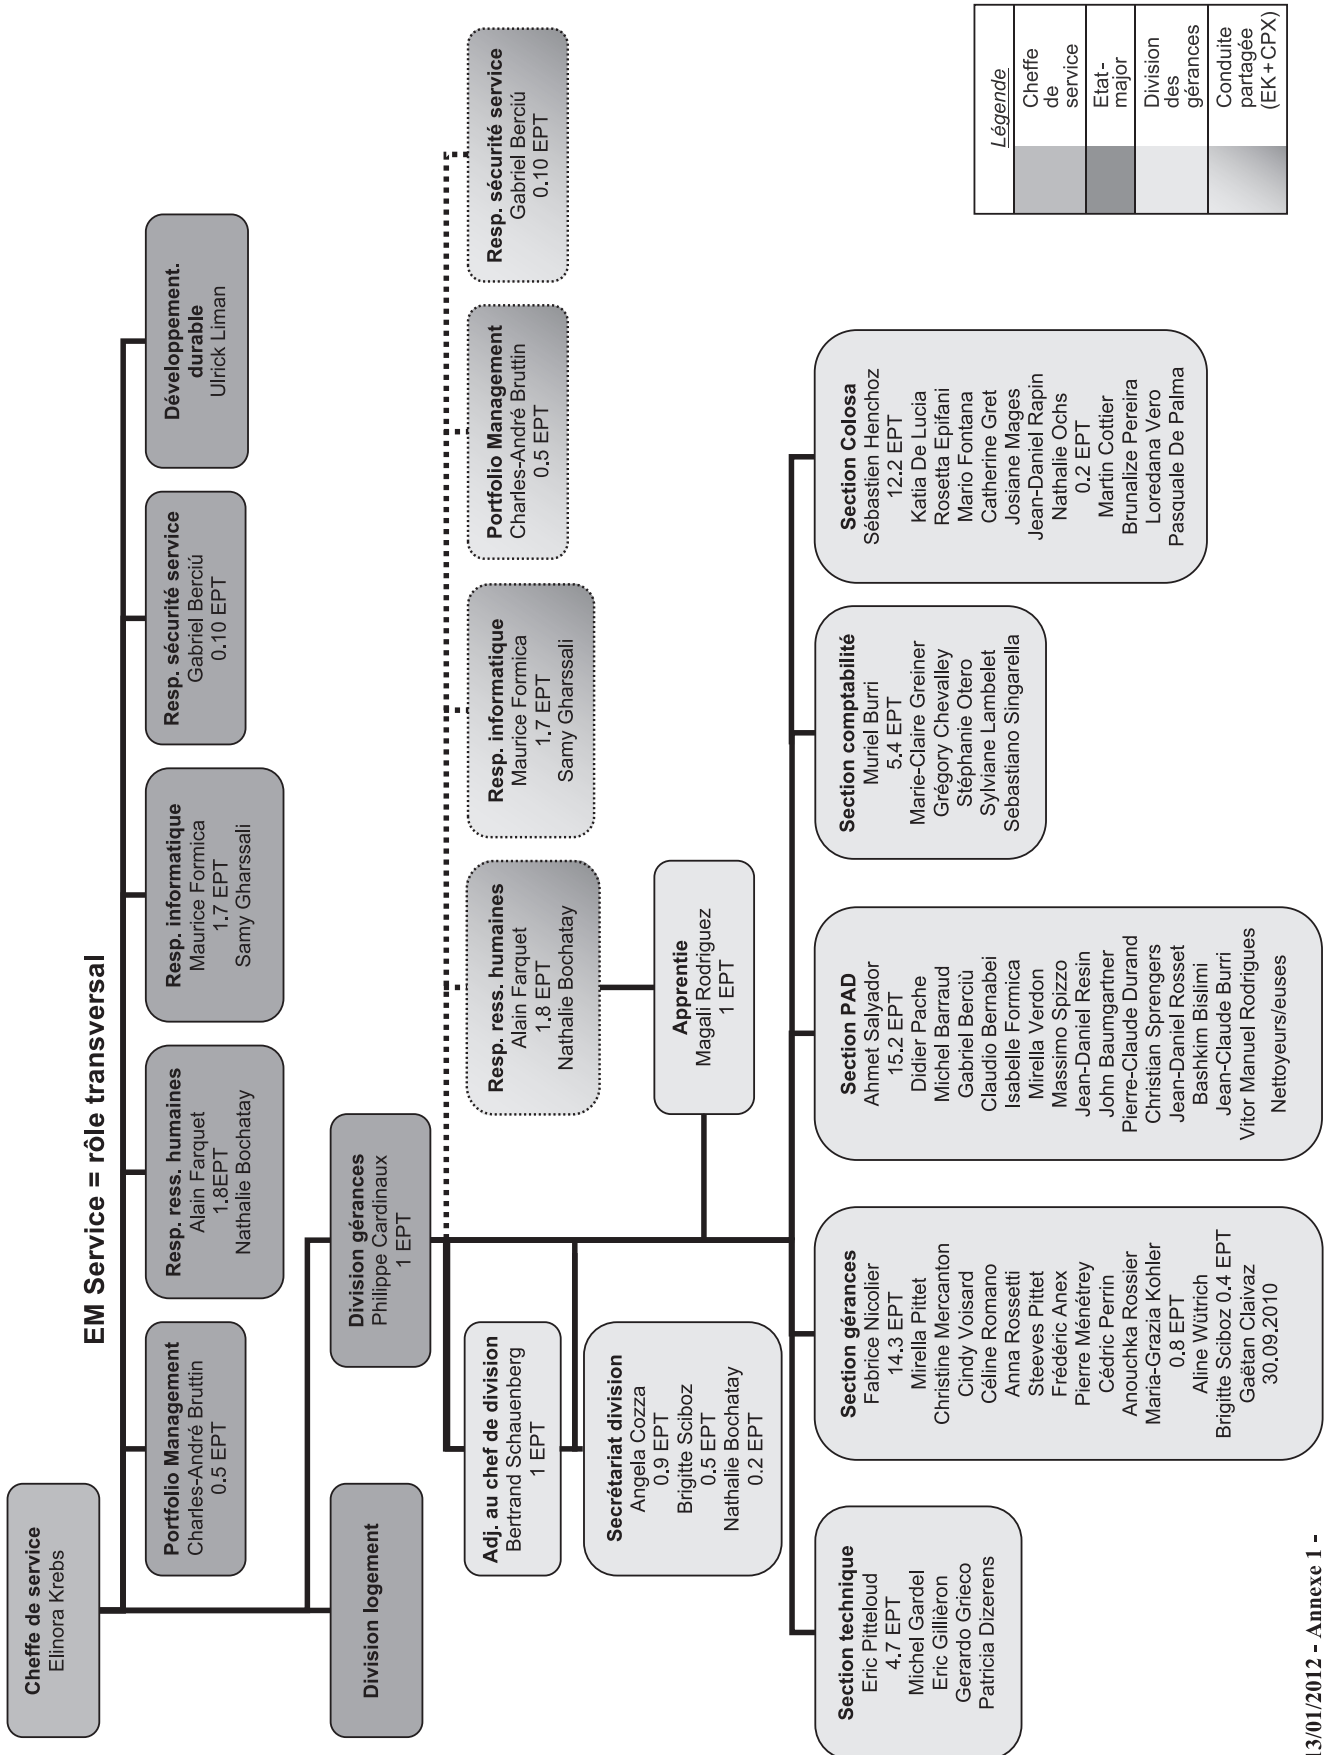 EM Service = rôle transversal
Cheffe de service
Elinora Krebs
Portfolio Management
Charles-André Bruttin
0.5 EPT
Resp. ress. humaines
Alain Farquet
1.8EPT
Nathalie Bochatay
Resp. informatique
Maurice Formica
1.7 EPT
Samy Gharssali
Resp. sécurité service
Gabriel Berciú
0.10 EPT
Développement.
durable
Ulrick Liman
Division logement
Division gérances
Philippe Cardinaux
1 EPT
Adj. au chef de division
Bertrand Schauenberg
1 EPT
Resp. ress. humaines
Alain Farquet
1.8 EPT
Nathalie Bochatay
Resp. informatique
Maurice Formica
1.7 EPT
Samy Gharssali
Portfolio Management
Charles-André Bruttin
0.5 EPT
Resp. sécurité service
Gabriel Berciú
0.10 EPT
Secrétariat division
Angela Cozza
0.9 EPT
Brigitte Sciboz
0.5 EPT
Nathalie Bochatay
0.2 EPT
Apprentie
Magali Rodriguez
1 EPT
Section technique
Eric Pitteloud
4.7 EPT
Michel Gardel
Eric Gillièron
Gerardo Grieco
Patricia Dizerens
Section gérances
Fabrice Nicolier
14.3 EPT
Mirella Pittet
Christine Mercanton
Cindy Voisard
Céline Romano
Anna Rossetti
Steeves Pittet
Frédéric Anex
Pierre Ménétrey
Cédric Perrin
Anouchka Rossier
Maria-Grazia Kohler
0.8 EPT
Aline Wütrich
Brigitte Sciboz 0.4 EPT
Gaëtan Claivaz
30.09.2010
Section PAD
Ahmet Salyador
15.2 EPT
Didier Pache
Michel Barraud
Gabriel Berciù
Claudio Bernabei
Isabelle Formica
Mirella Verdon
Massimo Spizzo
Jean-Daniel Resin
John Baumgartner
Pierre-Claude Durand
Christian Sprengers
Jean-Daniel Rosset
Bashkim Bislimi
Jean-Claude Burri
Vitor Manuel Rodrigues
Nettoyeurs/euses
Section comptabilité
Muriel Burri
5.4 EPT
Marie-Claire Greiner
Grégory Chevalley
Stéphanie Otero
Sylviane Lambelet
Sebastiano Singarella
Section Colosa
Sébastien Henchoz
12.2 EPT
Katia De Lucia
Rosetta Epifani
Mario Fontana
Catherine Gret
Josiane Mages
Jean-Daniel Rapin
Nathalie Ochs
0.2 EPT
Martin Cottier
Brunalize Pereira
Loredana Vero
Pasquale De Palma
Légende
Cheffe
de
service
Etat-
major
Division
des
gérances
Conduite
partagée
(EK+CPX)
13/01/2012 - Annexe 1 -